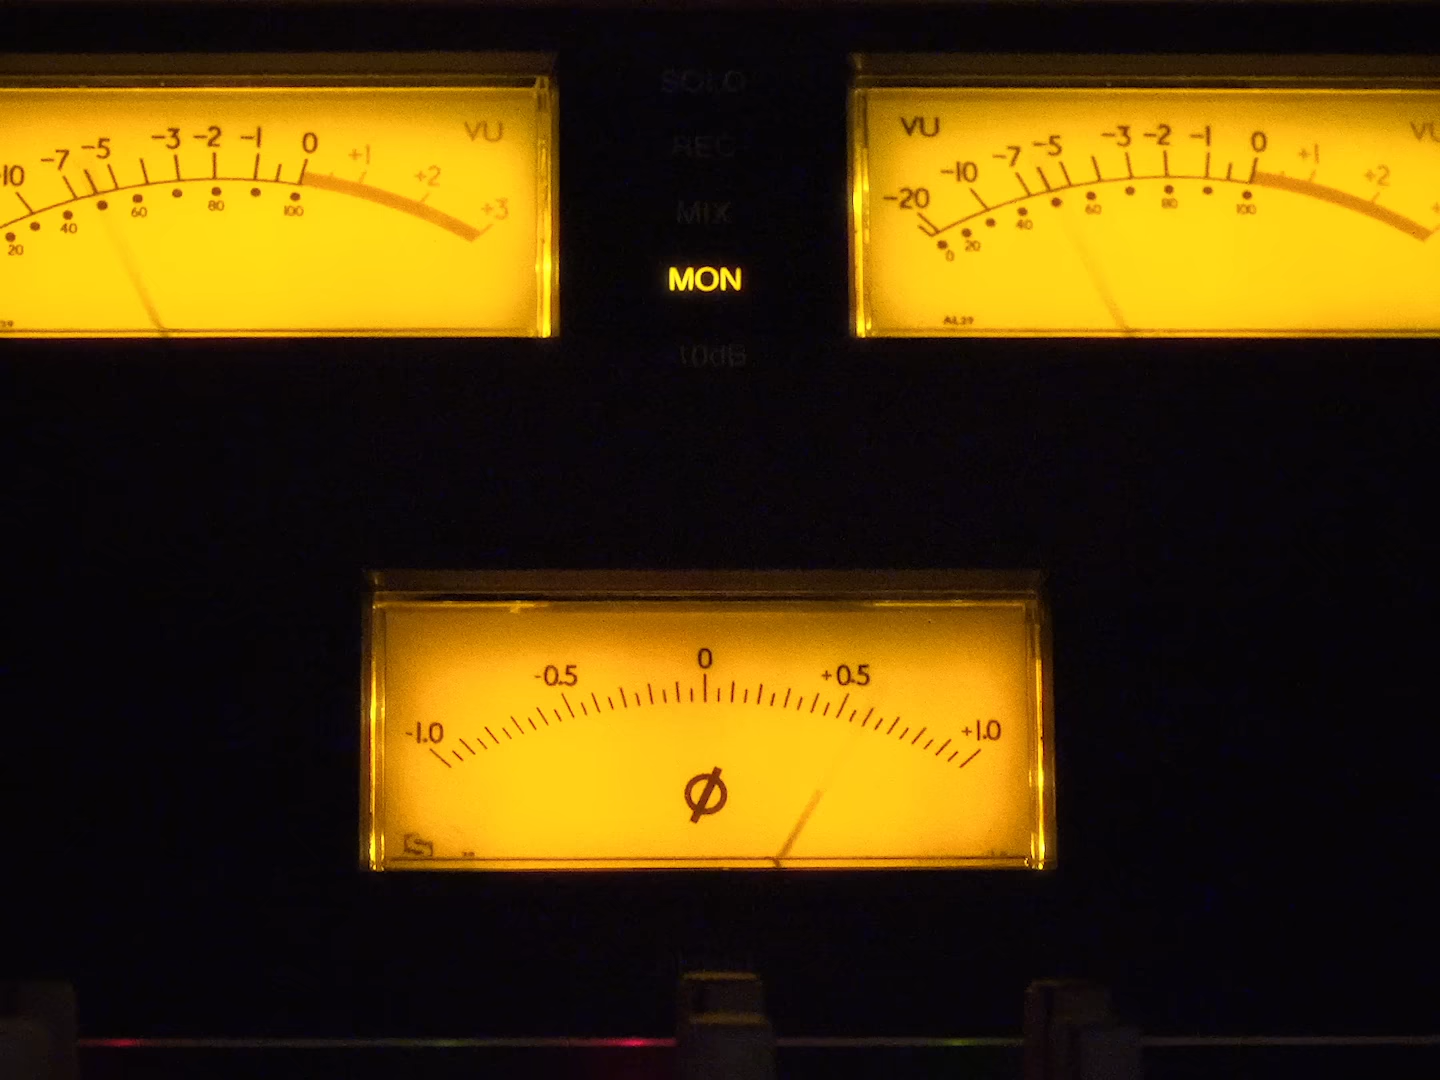 -10 -7 -5 -3 -2 -1 0 +1 +2 +3 VU
20 40 60 80 100
SOLO
REC
MIX
MON
10dB
VU -20 -10 -7 -5 -3 -2 -1 0 +1 +2
0 20 40 60 80 100
AL29
-1.0 -0.5 0 +0.5 +1.0
ø